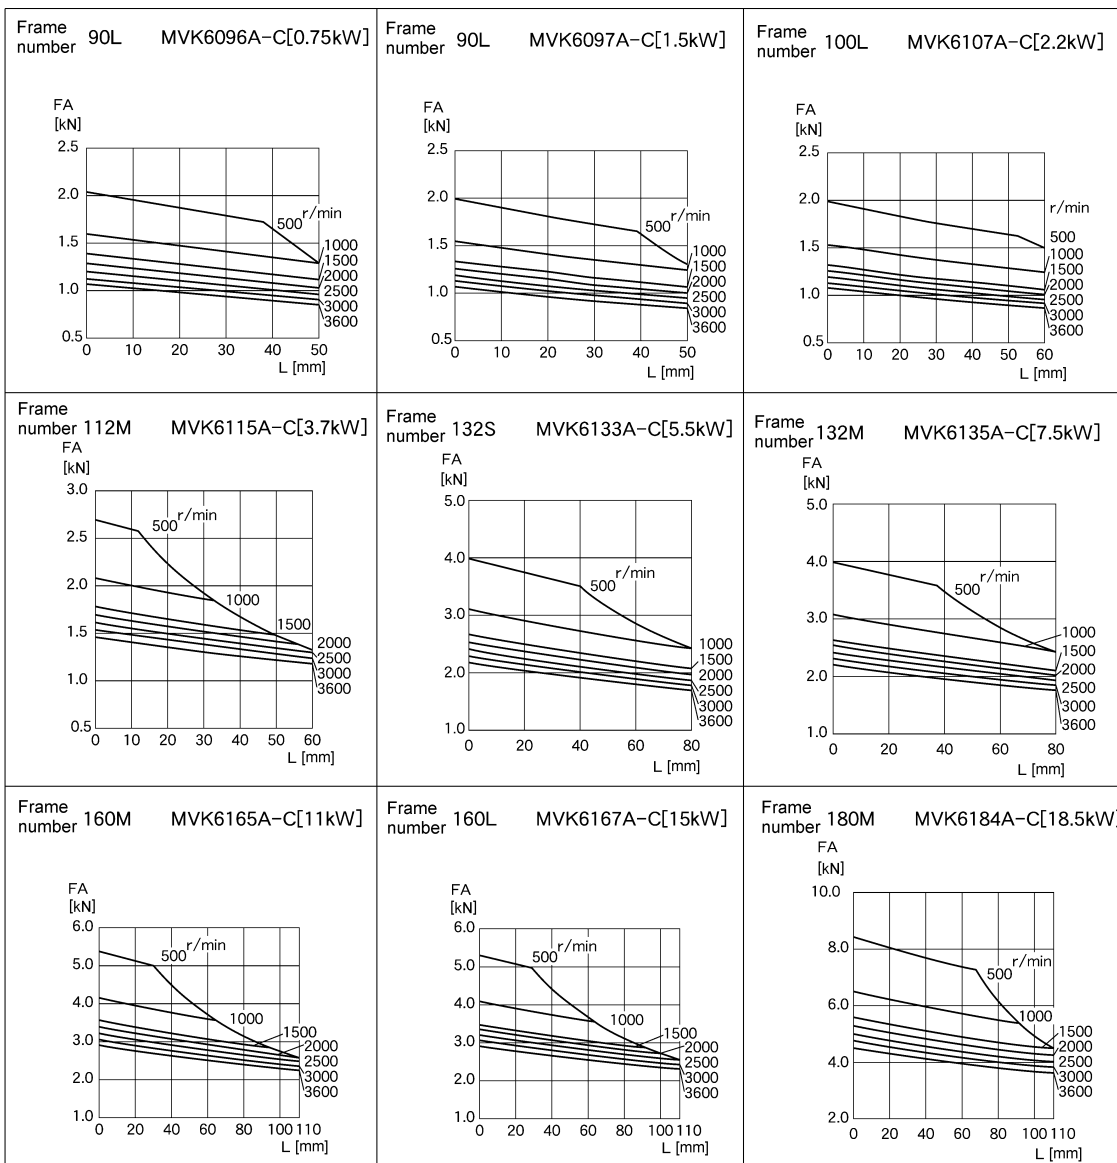 Frame number 90L MVK6096A-C[0.75kW]
FA
[kN]
2.5
2.0
1.5
1.0
0.5
r/min
500
1000
1500
2000
2500
3000
3600
0 10 20 30 40 50
L [mm]
Frame number 90L MVK6097A-C[1.5kW]
FA
[kN]
2.5
2.0
1.5
1.0
0.5
r/min
500
1000
1500
2000
2500
3000
3600
0 10 20 30 40 50
L [mm]
Frame number 100L MVK6107A-C[2.2kW]
FA
[kN]
2.5
2.0
1.5
1.0
0.5
r/min
500
1000
1500
2000
2500
3000
3600
0 10 20 30 40 50 60
L [mm]
Frame number 112M MVK6115A-C[3.7kW]
FA
[kN]
3.0
2.5
2.0
1.5
1.0
0.5
500 r/min
1000
1500
2000
2500
3000
3600
0 10 20 30 40 50 60
L [mm]
Frame number 132S MVK6133A-C[5.5kW]
FA
[kN]
5.0
4.0
3.0
2.0
1.0
r/min
500
1000
1500
2000
2500
3000
3600
0 20 40 60 80
L [mm]
Frame number 132M MVK6135A-C[7.5kW]
FA
[kN]
5.0
4.0
3.0
2.0
1.0
r/min
500
1000
1500
2000
2500
3000
3600
0 20 40 60 80
L [mm]
Frame number 160M MVK6165A-C[11kW]
FA
[kN]
6.0
5.0
4.0
3.0
2.0
1.0
500 r/min
1000
1500
2000
2500
3000
3600
0 20 40 60 80 100 110
L [mm]
Frame number 160L MVK6167A-C[15kW]
FA
[kN]
6.0
5.0
4.0
3.0
2.0
1.0
500 r/min
1000
1500
2000
2500
3000
3600
0 20 40 60 80 100 110
L [mm]
Frame number 180M MVK6184A-C[18.5kW]
FA
[kN]
10.0
8.0
6.0
4.0
2.0
r/min
500
1000
1500
2000
2500
3000
3600
0 20 40 60 80 100 110
L [mm]